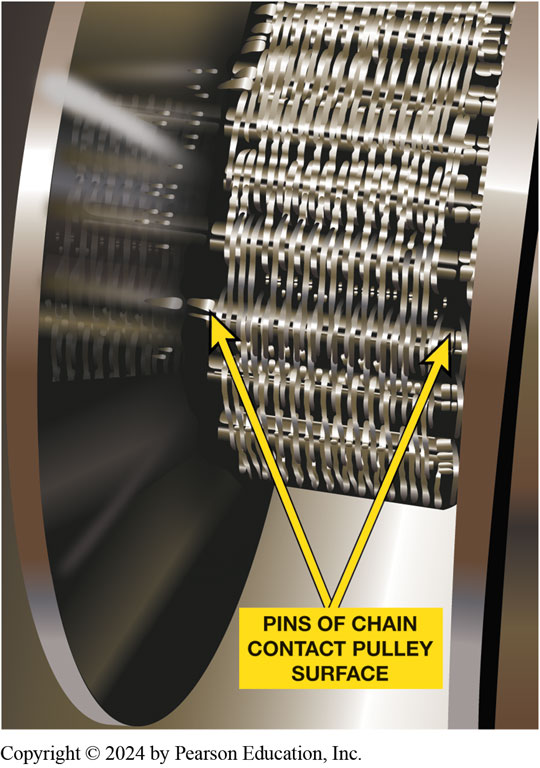 PINS OF CHAIN
CONTACT PULLEY
SURFACE
Copyright © 2024 by Pearson Education, Inc.